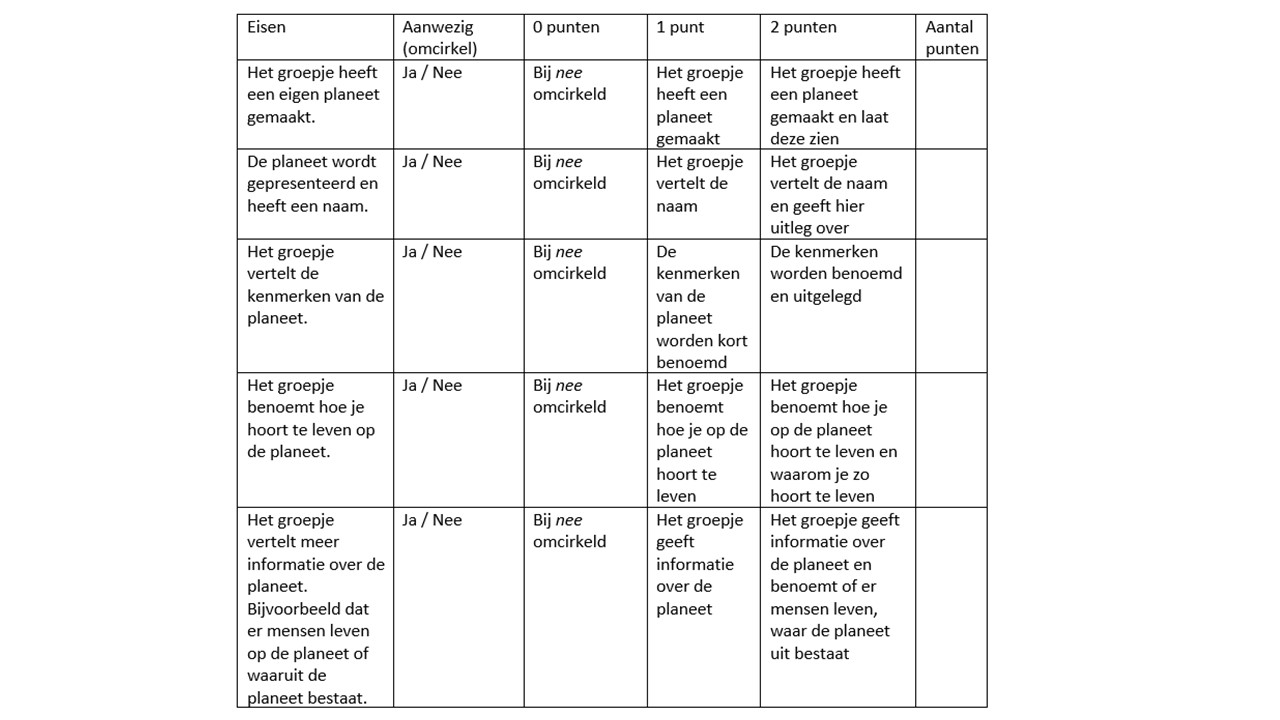 Eisen
Aanwezig
(omcirkel)
0 punten
1 punt
2 punten
Aantal
punten
Het groepje heeft
een eigen planeet
gemaakt.
Ja / Nee
Bij nee
omcirkeld
Het groepje
heeft een
planeet
gemaakt
Het groepje heeft
een planeet
gemaakt en laat
deze zien
De planeet wordt
gepresenteerd en
heeft een naam.
Ja / Nee
Bij nee
omcirkeld
Het groepje
vertelt de
naam
Het groepje
vertelt de naam
en geeft hier
uitleg over
Het groepje
vertelt de
kenmerken van de
planeet.
Ja / Nee
Bij nee
omcirkeld
De
kenmerken
van de
planeet
worden kort
benoemd
De kenmerken
worden benoemd
en uitgelegd
Het groepje
benoemt hoe je
hoort te leven op
de planeet.
Ja / Nee
Bij nee
omcirkeld
Het groepje
benoemt
hoe je op de
planeet
hoort te
leven
Het groepje
benoemt hoe je
op de planeet
hoort te leven en
waarom je zo
hoort te leven
Het groepje
vertelt meer
informatie over de
planeet.
Bijvoorbeeld dat
er mensen leven
op de planeet of
waaruit de
planeet bestaat.
Ja / Nee
Bij nee
omcirkeld
Het groepje
geeft
informatie
over de
planeet
Het groepje geeft
informatie over
de planeet en
benoemt of er
mensen leven,
waar de planeet
uit bestaat